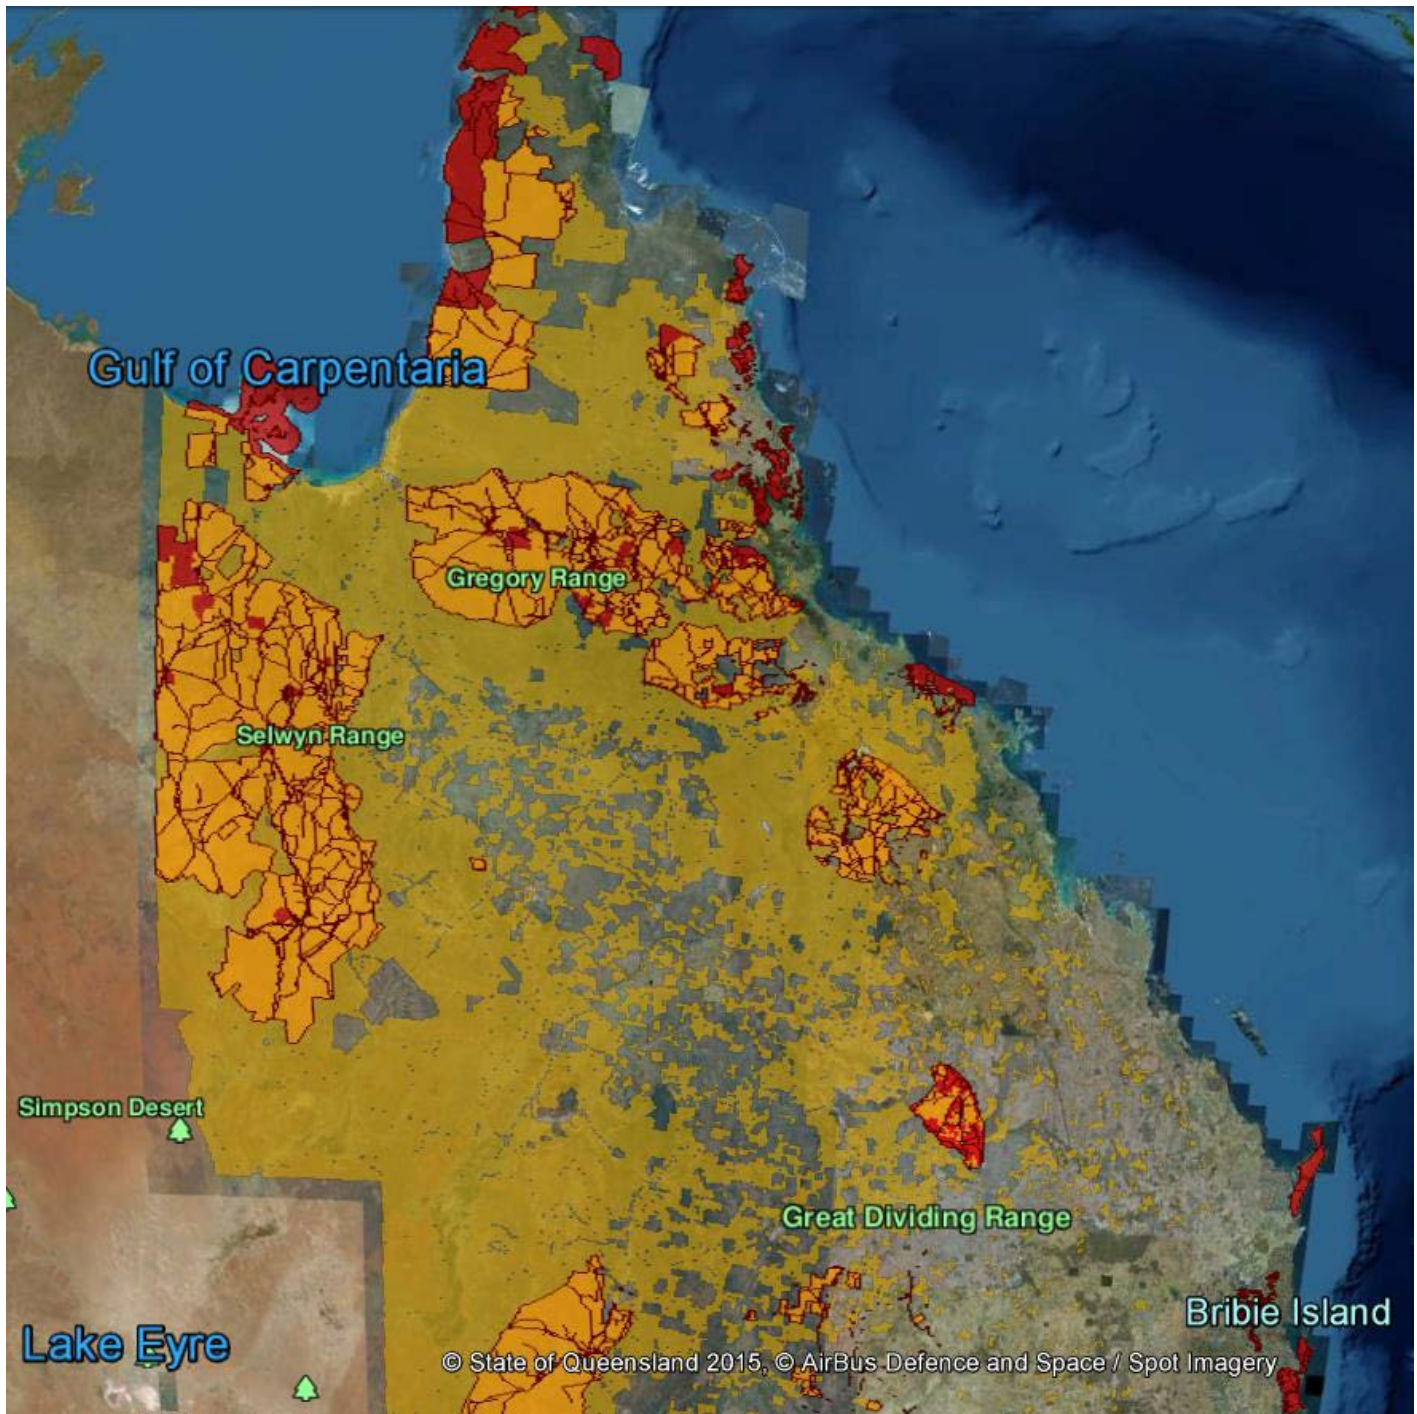 Gulf of Carpentaria
Gregory Range
Selwyn Range
Simpson Desert
Great Dividing Range
Bribie Island
Lake Eyre
© State of Queensland 2015, © AirBus Defence and Space / Spot Imagery